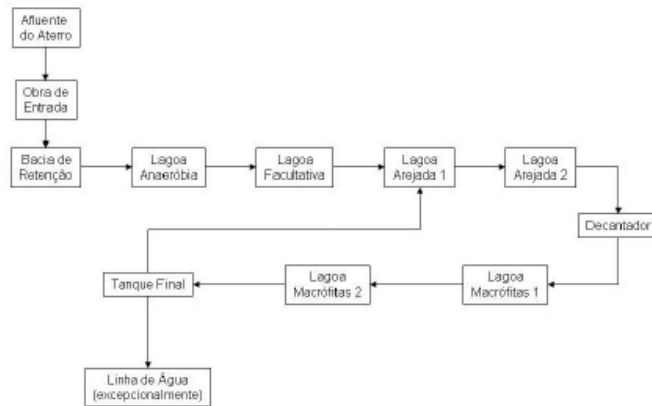 Afluente
do Aterro
Obra de
Entrada
Bacia de
Retenção
Lagoa
Anaeróbia
Lagoa
Facultativa
Lagoa
Arejada 1
Lagoa
Arejada 2
Decantador
Lagoa
Macrófitas 1
Lagoa
Macrófitas 2
Tanque Final
Linha de Água
(excepcionalmente)